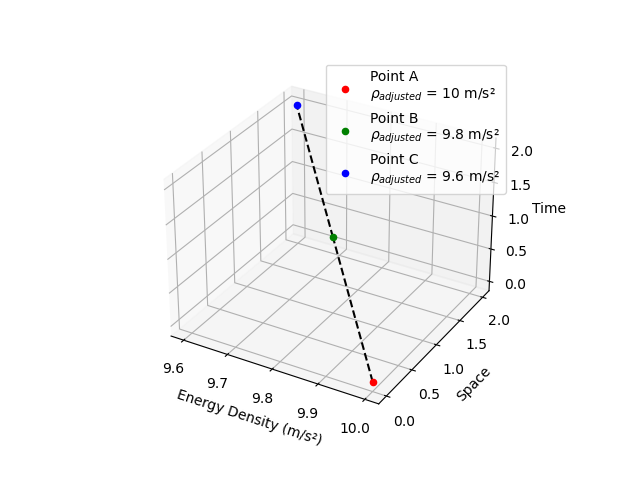 Point A
ρadjusted = 10 m/s²
Point B
ρadjusted = 9.8 m/s²
Point C
ρadjusted = 9.6 m/s²
2.0
1.5
1.0
0.5
0.0
Time
2.0
1.5
1.0
0.5
0.0
Space
9.6
9.7
9.8
9.9
10.0
Energy Density (m/s²)